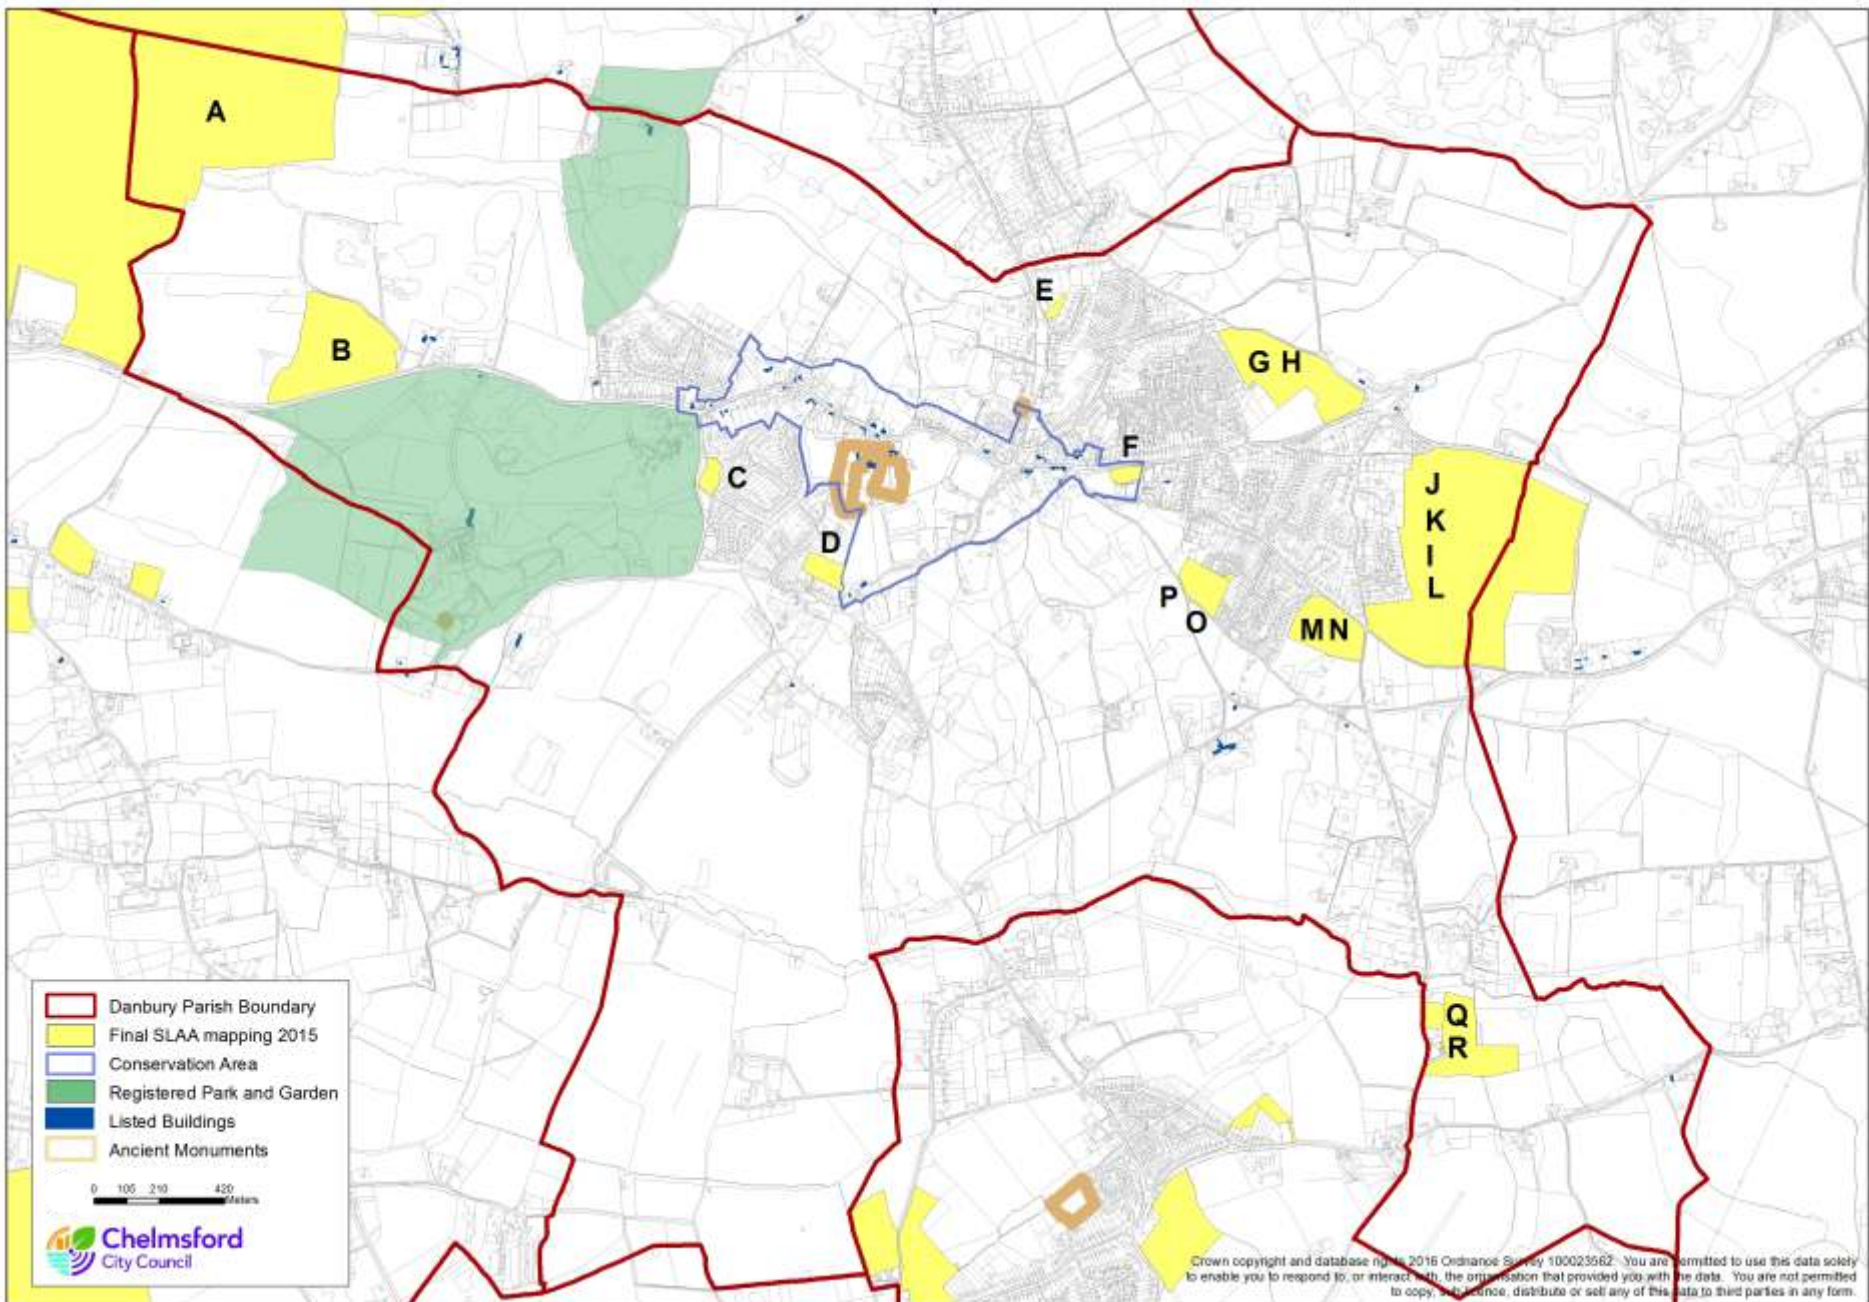 A
B
E
G H
F
C
J
K
I
L
D
P
O
M N
Q
R
Danbury Parish Boundary
Final SLAA mapping 2015
Conservation Area
Registered Park and Garden
Listed Buildings
Ancient Monuments
0 105 210 420
Meters
Chelmsford
City Council
Crown copyright and database rights 2016 Ordnance Survey 100023562. You are permitted to use this data solely
to enable you to respond to, or interact with, the organisation that provided you with the data. You are not permitted
to copy, sub-licence, distribute or sell any of this data to third parties in any form.